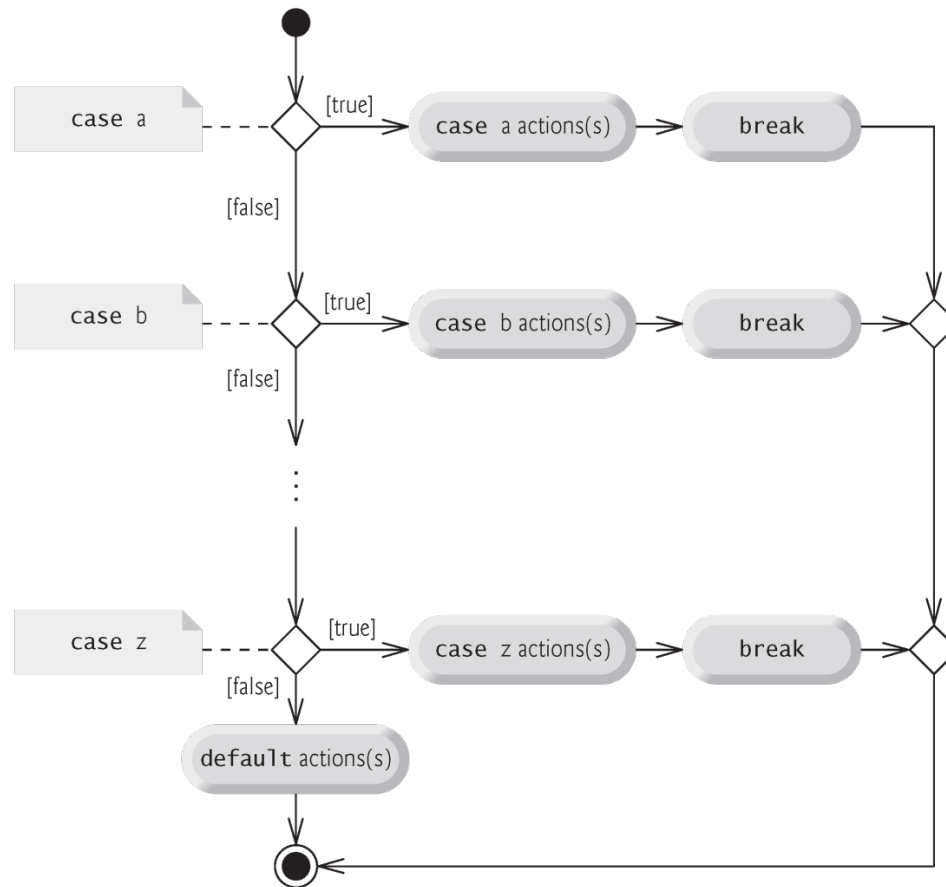 case a
[true]
case a actions(s)
break
[false]
case b
[true]
case b actions(s)
break
[false]
case z
[true]
case z actions(s)
break
[false]
default actions(s)